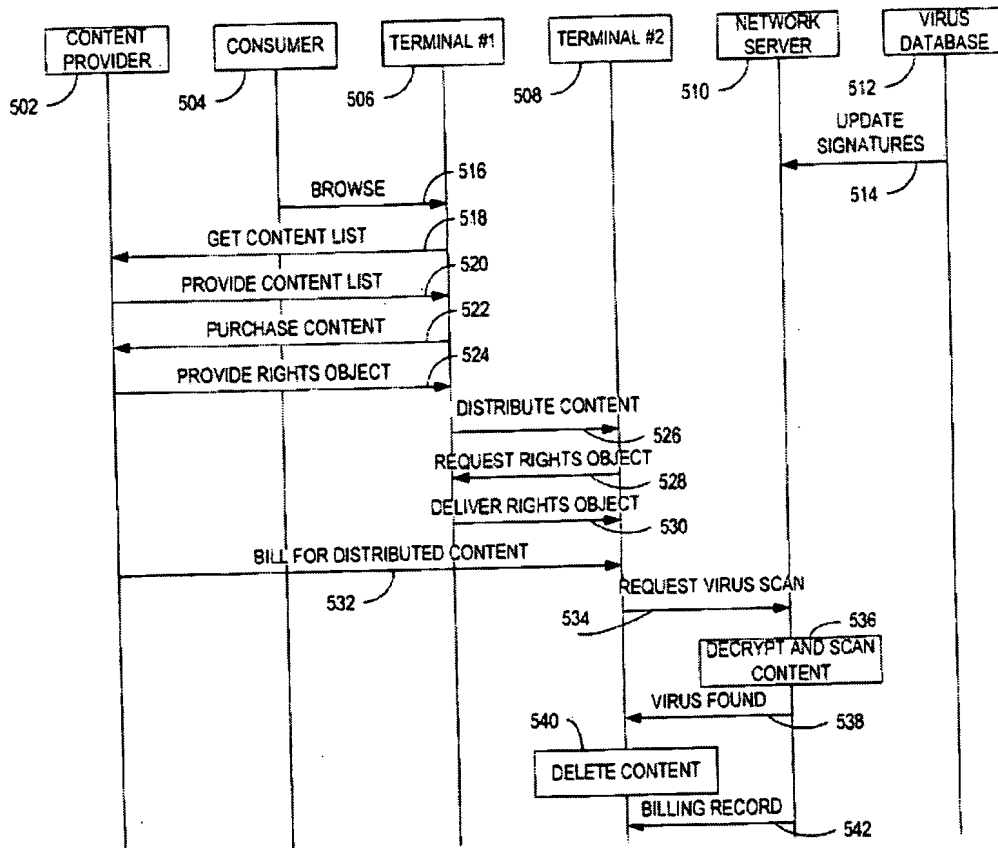 CONTENT
PROVIDER
CONSUMER
TERMINAL #1
TERMINAL #2
NETWORK
SERVER
VIRUS
DATABASE
502
504
506
508
510
512
UPDATE
SIGNATURES
514
BROWSE
516
GET CONTENT LIST
518
PROVIDE CONTENT LIST
520
PURCHASE CONTENT
522
PROVIDE RIGHTS OBJECT
524
DISTRIBUTE CONTENT
526
REQUEST RIGHTS OBJECT
528
DELIVER RIGHTS OBJECT
530
BILL FOR DISTRIBUTED CONTENT
532
REQUEST VIRUS SCAN
534
536
DECRYPT AND SCAN
CONTENT
VIRUS FOUND
538
540
DELETE CONTENT
BILLING RECORD
542